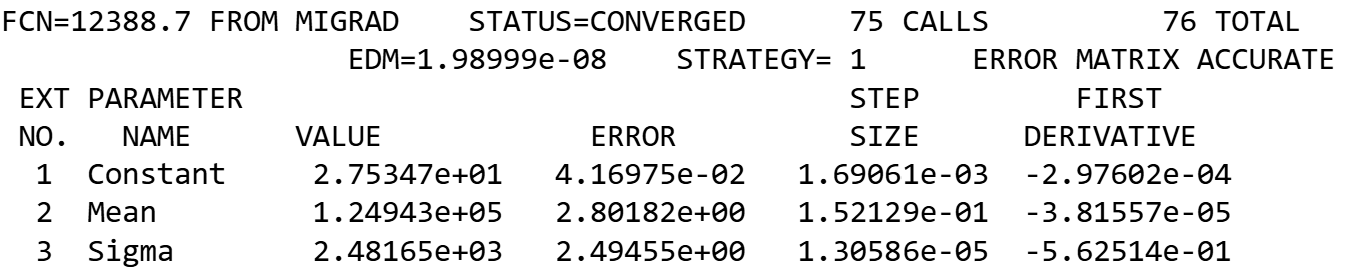 FCN=12388.7 FROM MIGRAD    STATUS=CONVERGED      75 CALLS          76 TOTAL
                    EDM=1.98999e-08    STRATEGY= 1      ERROR MATRIX ACCURATE
 EXT PARAMETER                                   STEP         FIRST
 NO.   NAME      VALUE            ERROR          SIZE      DERIVATIVE
  1  Constant     2.75347e+01   4.16975e-02   1.69061e-03  -2.97602e-04
  2  Mean         1.24943e+05   2.80182e+00   1.52129e-01  -3.81557e-05
  3  Sigma        2.48165e+03   2.49455e+00   1.30586e-05  -5.62514e-01